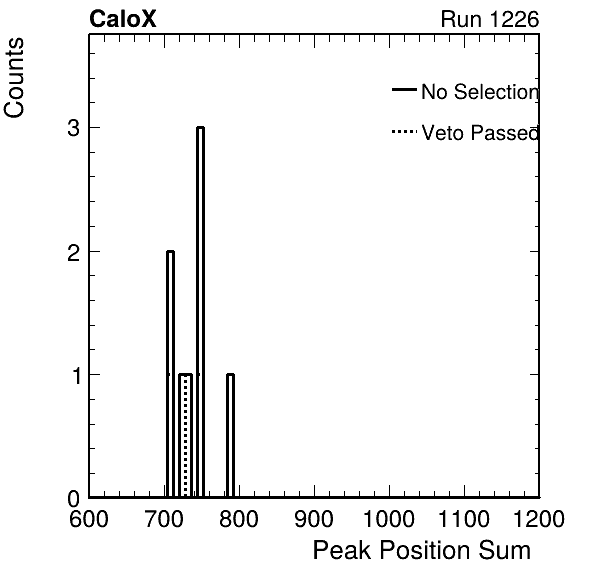 CaloX Run 1226
Counts
No Selection
Veto Passed
3
2
1
0
600 700 800 900 1000 1100 1200
Peak Position Sum